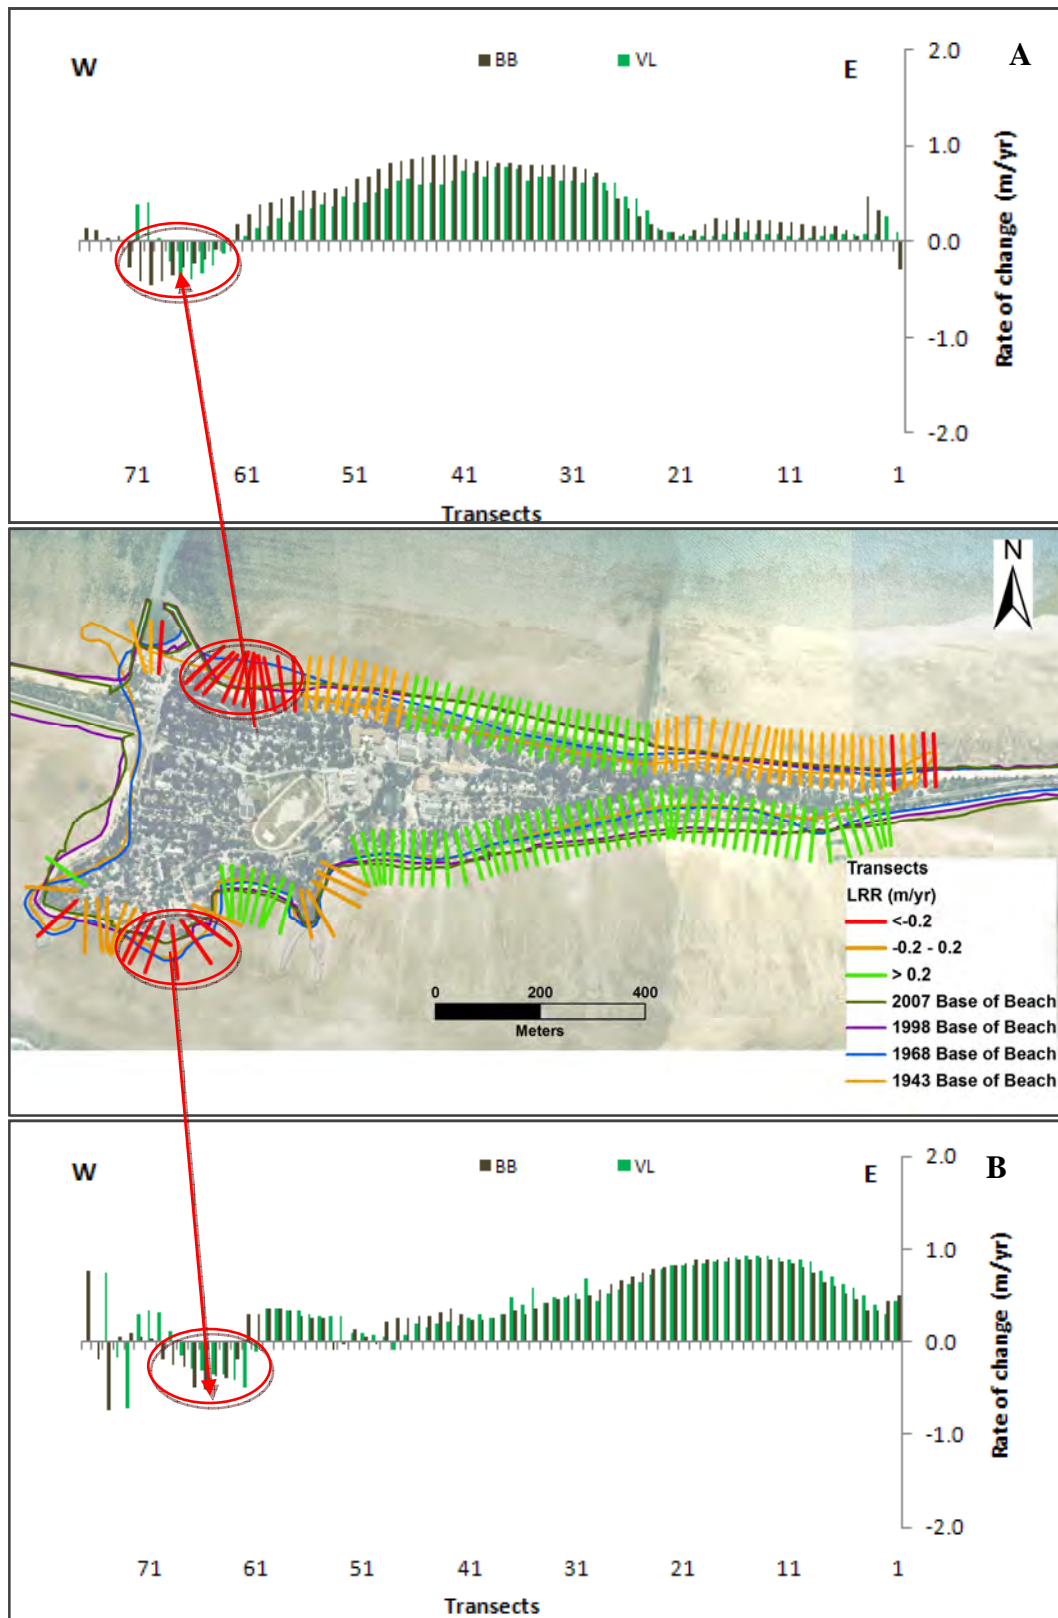 W
BB
VL
E
A
2.0
1.0
0.0
-1.0
-2.0
Rate of change (m/yr)
71
61
51
41
31
21
11
1
Transects
N
Transects
LRR (m/yr)
<-0.2
-0.2 - 0.2
> 0.2
2007 Base of Beach
1998 Base of Beach
1968 Base of Beach
1943 Base of Beach
0
200
400
Meters
W
BB
VL
E
B
2.0
1.0
0.0
-1.0
-2.0
Rate of change (m/yr)
71
61
51
41
31
21
11
1
Transects